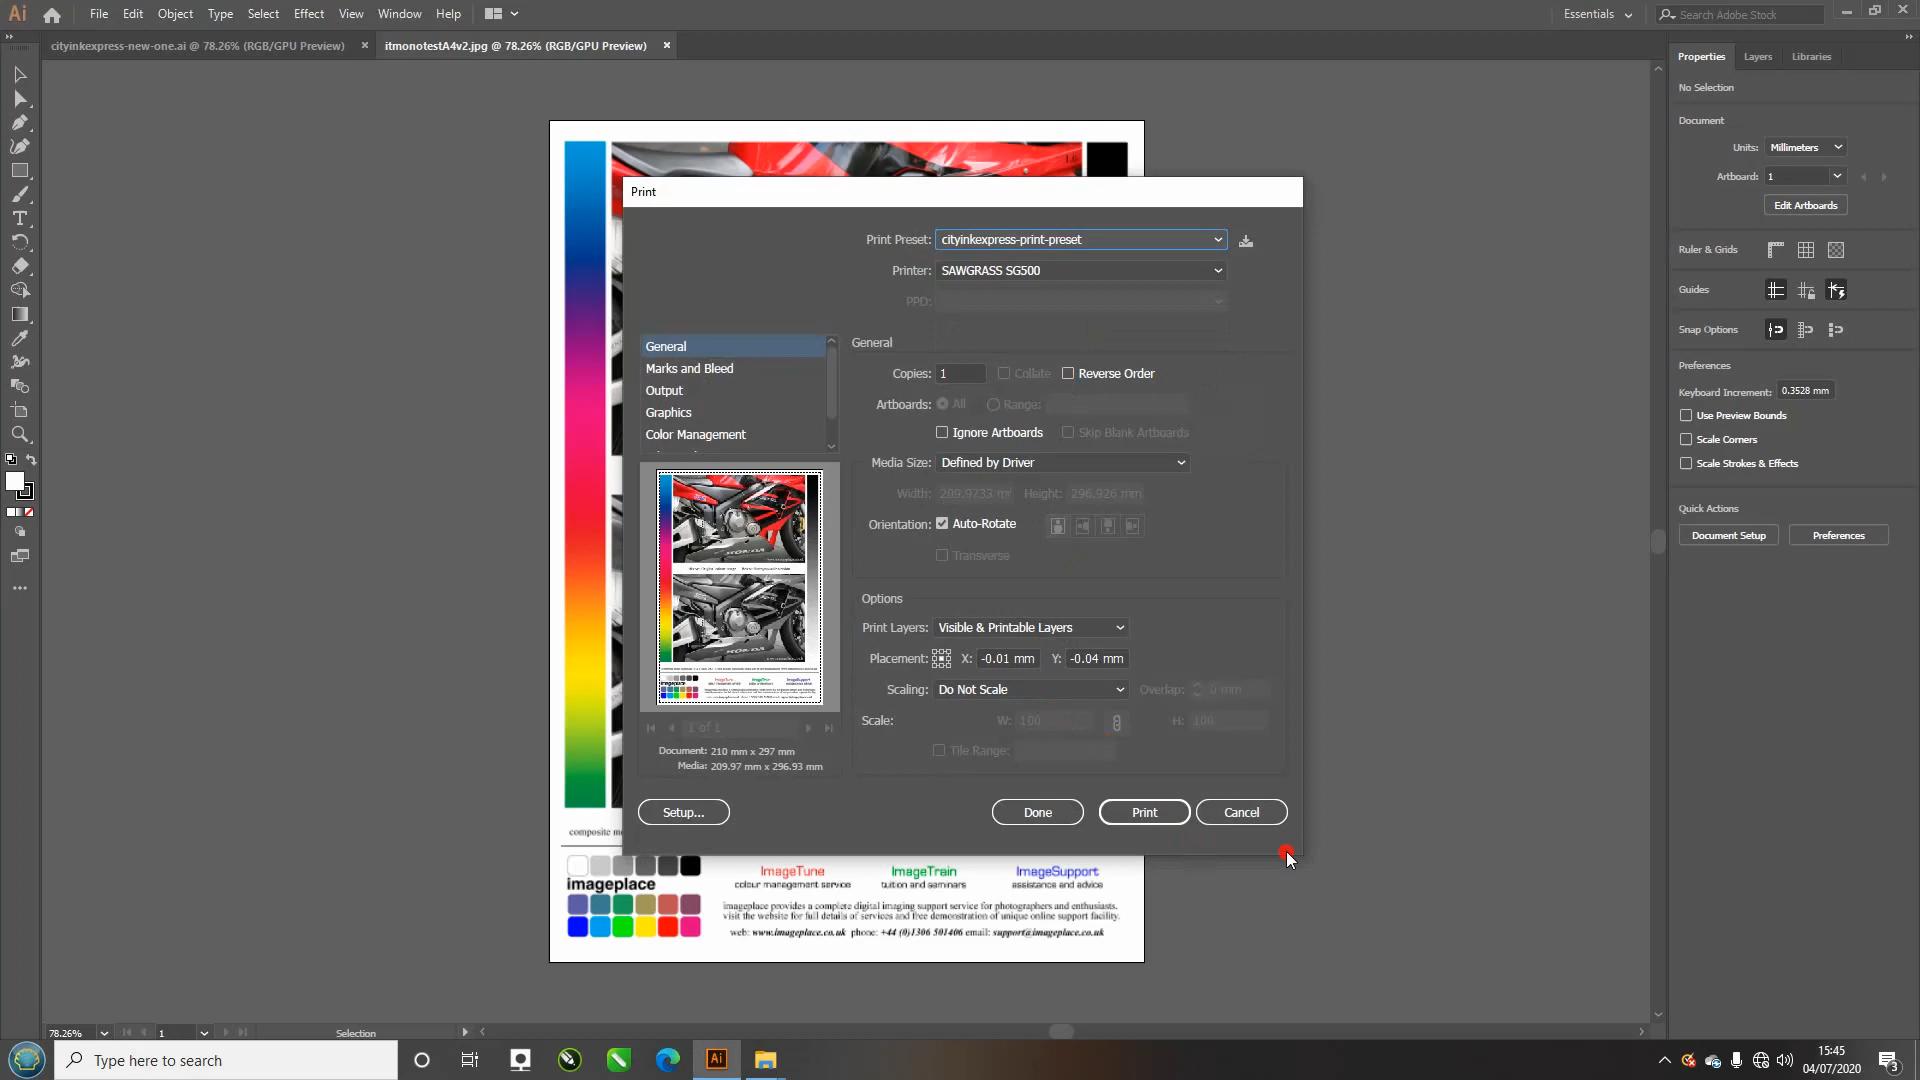 Ai File Edit Object Type Select Effect View Window Help Essentials Search Adobe Stock
cityinkexpress-new-one.ai @ 78.26% (RGB/GPU Preview) × itmonotestA4v2.jpg @ 78.26% (RGB/GPU Preview) ×
Properties Layers Libraries
No Selection
Document
Units: Millimeters
Artboard: 1
Edit Artboards
Ruler & Grids
Guides
Snap Options
Preferences
Keyboard Increment: 0.3528 mm
Use Preview Bounds
Scale Corners
Scale Strokes & Effects
Quick Actions
Document Setup Preferences
Print
Print Preset: cityinkexpress-print-preset
Printer: SAWGRASS SG500
PPD:
General
Marks and Bleed
Output
Graphics
Color Management
General
Copies: 1 Collate Reverse Order
Artboards: All Range:
Ignore Artboards Skip Blank Artboards
Media Size: Defined by Driver
Width: 209.9733 Height: 296.926 mm
Orientation: Auto-Rotate
Transverse
Options
Print Layers: Visible & Printable Layers
Placement: X: -0.01 mm Y: -0.04 mm
Scaling: Do Not Scale Overlap: 0 mm
Scale: W: 100 H: 100
Tile Range:
1 of 1
Document: 210 mm x 297 mm
Media: 209.97 mm x 296.93 mm
Setup... Done Print Cancel
composite
imageplace
ImageTune ImageTrain ImageSupport
colour management service tuition and seminars assistance and advice
imageplace provides a complete digital imaging support service for photographers and enthusiasts.
visit the website for full details of services and free demonstration of unique online support facility.
web: www.imageplace.co.uk phone: +44 (0)1306 501406 email: support@imageplace.co.uk
78.26% 1 Selection
Type here to search
Ai
15:45
04/07/2020
3